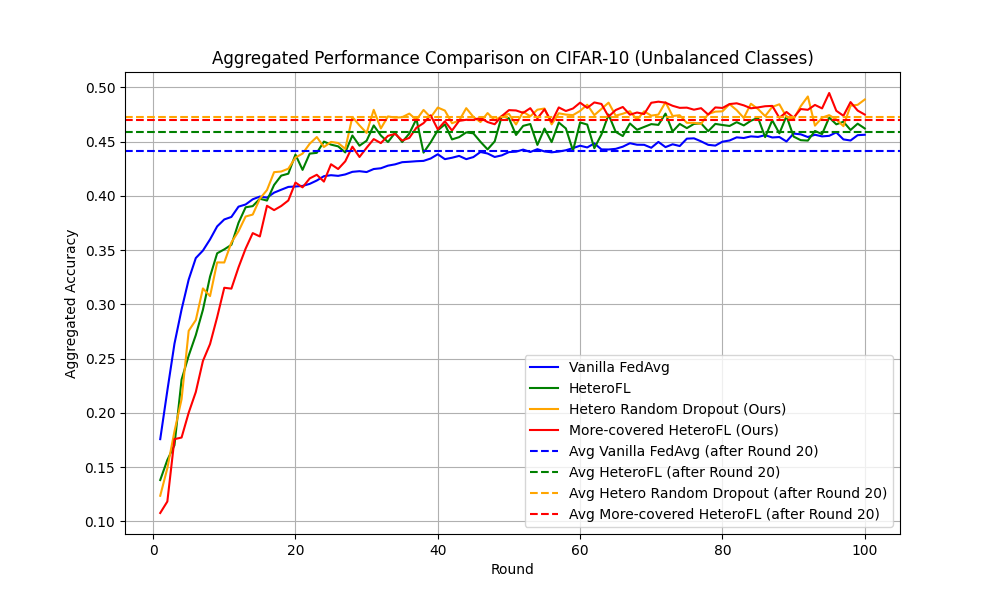 Aggregated Performance Comparison on CIFAR-10 (Unbalanced Classes)
Aggregated Accuracy
0.50
0.45
0.40
0.35
0.30
0.25
0.20
0.15
0.10
Vanilla FedAvg
HeteroFL
Hetero Random Dropout (Ours)
More-covered HeteroFL (Ours)
Avg Vanilla FedAvg (after Round 20)
Avg HeteroFL (after Round 20)
Avg Hetero Random Dropout (after Round 20)
Avg More-covered HeteroFL (after Round 20)
0 20 40 60 80 100
Round